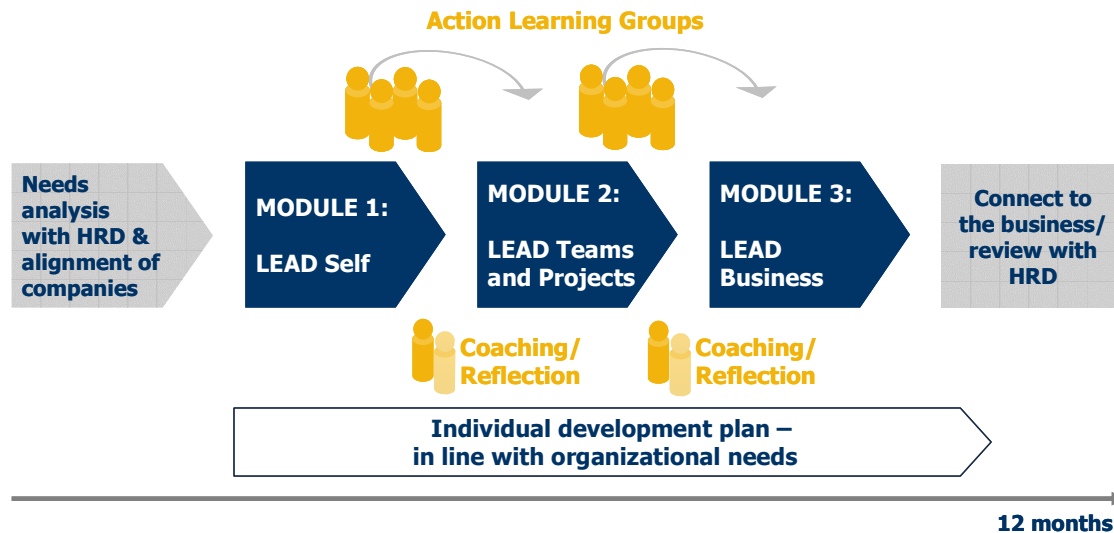 Action Learning Groups
Needs
analysis
with HRD &
alignment of
companies
MODULE 1:
LEAD Self
MODULE 2:
LEAD Teams
and Projects
MODULE 3:
LEAD
Business
Connect to
the business/
review with
HRD
Coaching/
Reflection
Coaching/
Reflection
Individual development plan –
in line with organizational needs
12 months